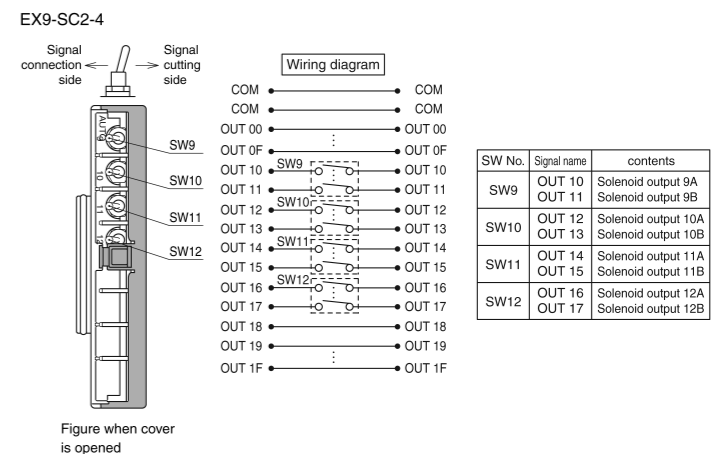 EX9-SC2-4
Signal
connection
side
Signal
cutting
side
AUTO
9
10
11
12
SW9
SW10
SW11
SW12
Figure when cover
is opened
Wiring diagram
COM COM
COM COM
OUT 00 OUT 00
OUT 0F OUT 0F
OUT 10 SW9 OUT 10
OUT 11 OUT 11
OUT 12 SW10 OUT 12
OUT 13 OUT 13
OUT 14 SW11 OUT 14
OUT 15 OUT 15
OUT 16 SW12 OUT 16
OUT 17 OUT 17
OUT 18 OUT 18
OUT 19 OUT 19
OUT 1F OUT 1F
SW No. Signal name contents
SW9
OUT 10 Solenoid output 9A
OUT 11 Solenoid output 9B
SW10
OUT 12 Solenoid output 10A
OUT 13 Solenoid output 10B
SW11
OUT 14 Solenoid output 11A
OUT 15 Solenoid output 11B
SW12
OUT 16 Solenoid output 12A
OUT 17 Solenoid output 12B